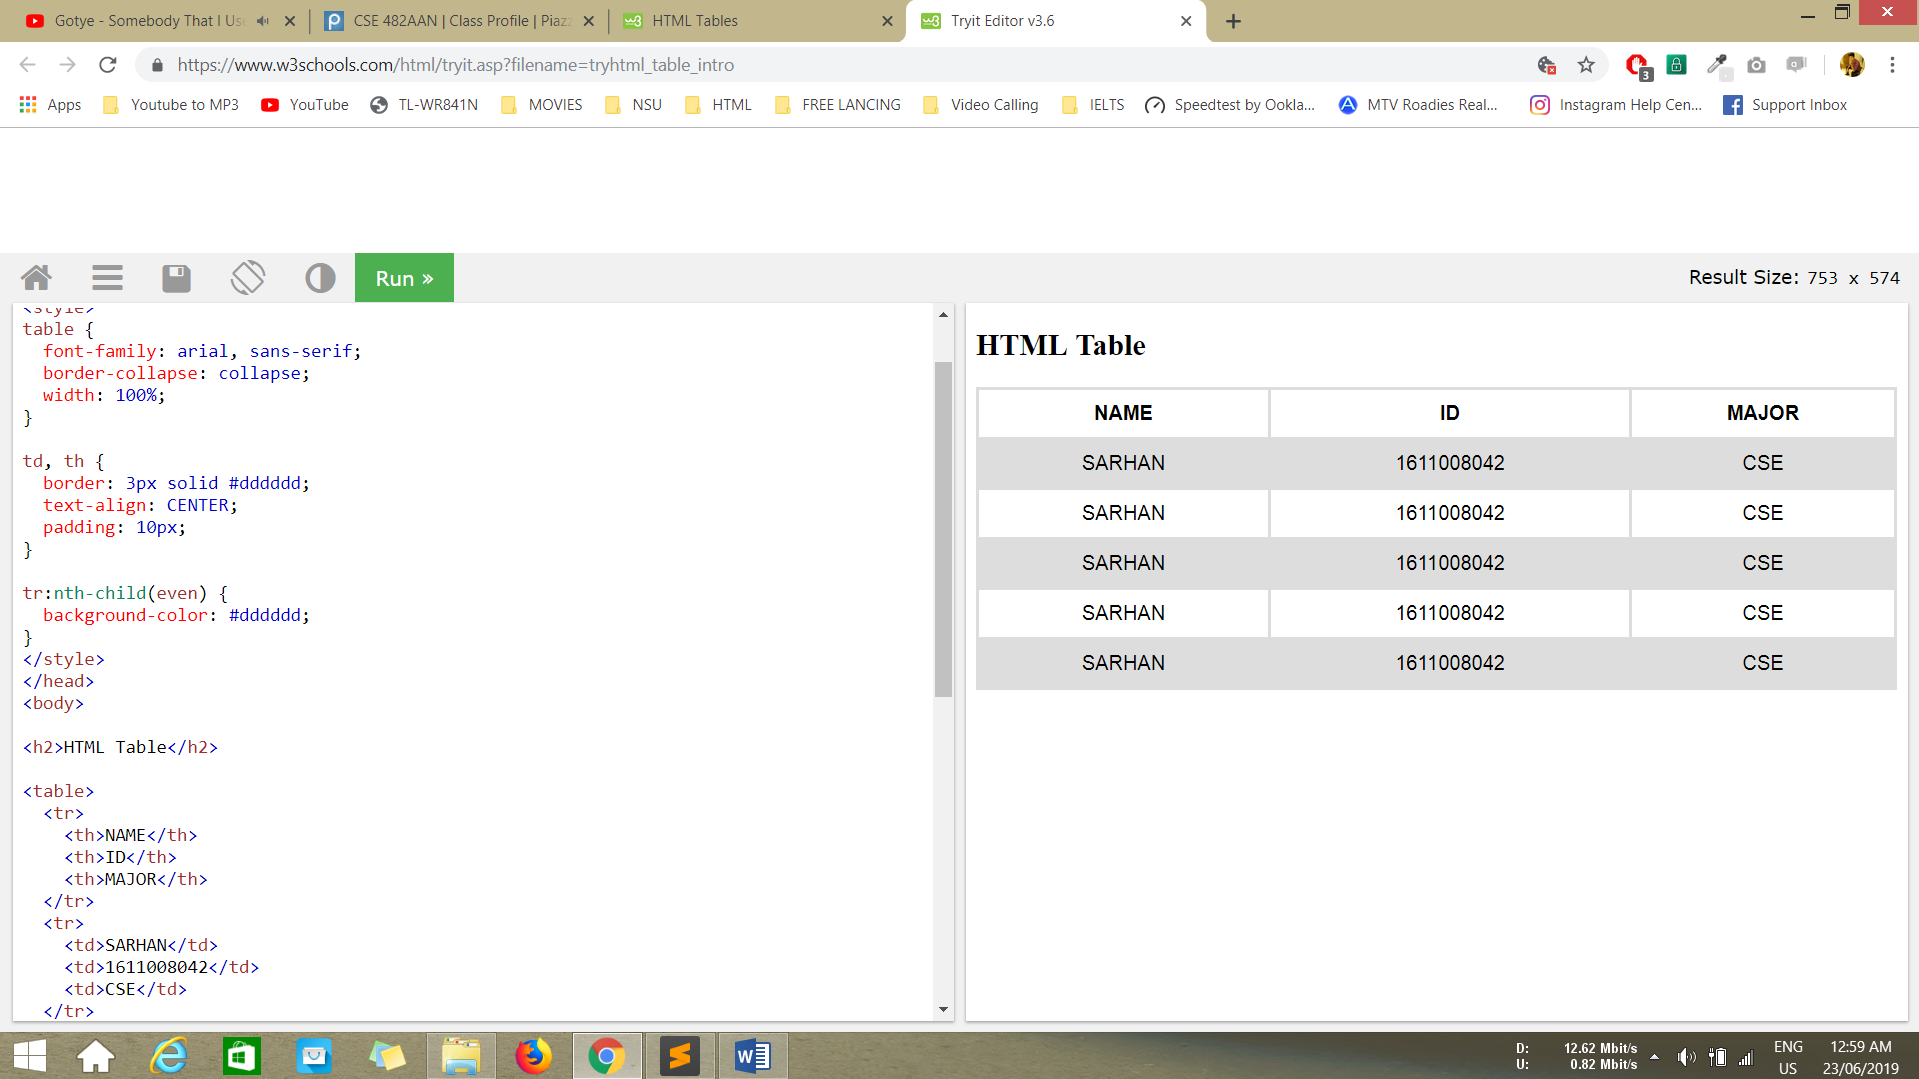 Gotye - Somebody That I Us
CSE 482AAN | Class Profile | Piaz
HTML Tables
Tryit Editor v3.6
https://www.w3schools.com/html/tryit.asp?filename=tryhtml_table_intro
3
Apps
Youtube to MP3
YouTube
TL-WR841N
MOVIES
NSU
HTML
FREE LANCING
Video Calling
IELTS
Speedtest by Ookla...
MTV Roadies Real...
Instagram Help Cen...
Support Inbox
Run »
Result Size: 753 x 574
<style>
table {
  font-family: arial, sans-serif;
  border-collapse: collapse;
  width: 100%;
}
td, th {
  border: 3px solid #dddddd;
  text-align: CENTER;
  padding: 10px;
}
tr:nth-child(even) {
  background-color: #dddddd;
}
</style>
</head>
<body>
<h2>HTML Table</h2>
<table>
  <tr>
    <th>NAME</th>
    <th>ID</th>
    <th>MAJOR</th>
  </tr>
  <tr>
    <td>SARHAN</td>
    <td>1611008042</td>
    <td>CSE</td>
  </tr>
HTML Table
NAME ID MAJOR
SARHAN 1611008042 CSE
SARHAN 1611008042 CSE
SARHAN 1611008042 CSE
SARHAN 1611008042 CSE
SARHAN 1611008042 CSE
D: 12.62 Mbit/s
U: 0.82 Mbit/s
ENG
US
12:59 AM
23/06/2019